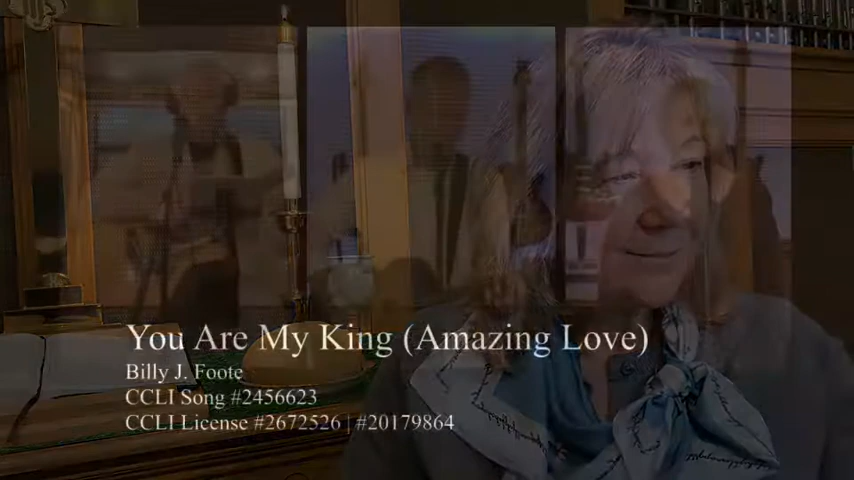 You Are My King (Amazing Love)
Billy J. Foote
CCLI Song #2456623
CCLI License #2672526 | #20179864